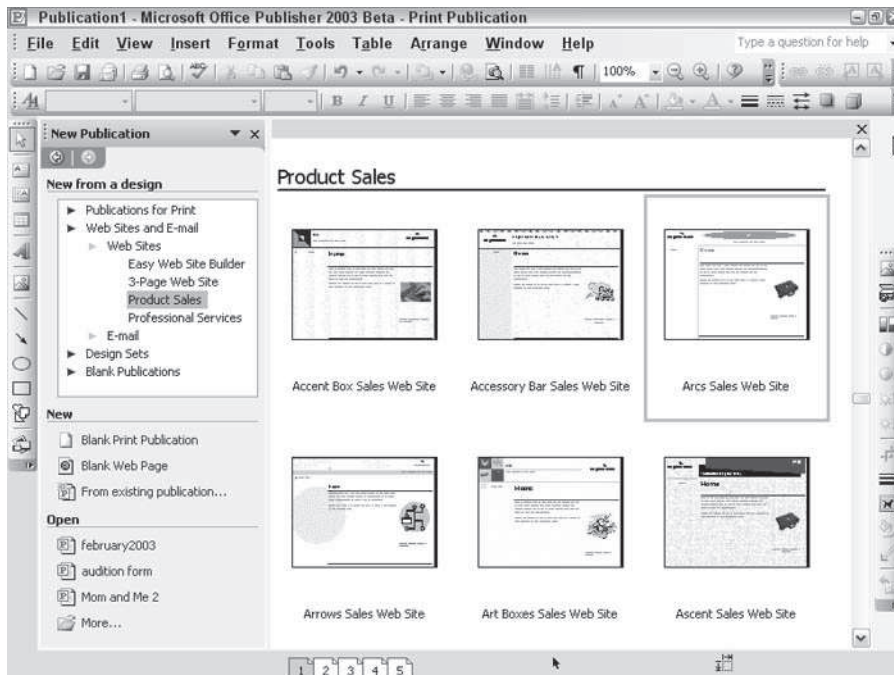 Publication1 - Microsoft Office Publisher 2003 Beta - Print Publication
File Edit View Insert Format Tools Table Arrange Window Help Type a question for help
100%
B I U
New Publication
New from a design
Publications for Print
Web Sites and E-mail
Web Sites
Easy Web Site Builder
3-Page Web Site
Product Sales
Professional Services
E-mail
Design Sets
Blank Publications
New
Blank Print Publication
Blank Web Page
From existing publication...
Open
february2003
audition form
Mom and Me 2
More...
Product Sales
Accent Box Sales Web Site
Accessory Bar Sales Web Site
Arcs Sales Web Site
Home
Home
Arrows Sales Web Site
Art Boxes Sales Web Site
Ascent Sales Web Site
1 2 3 4 5